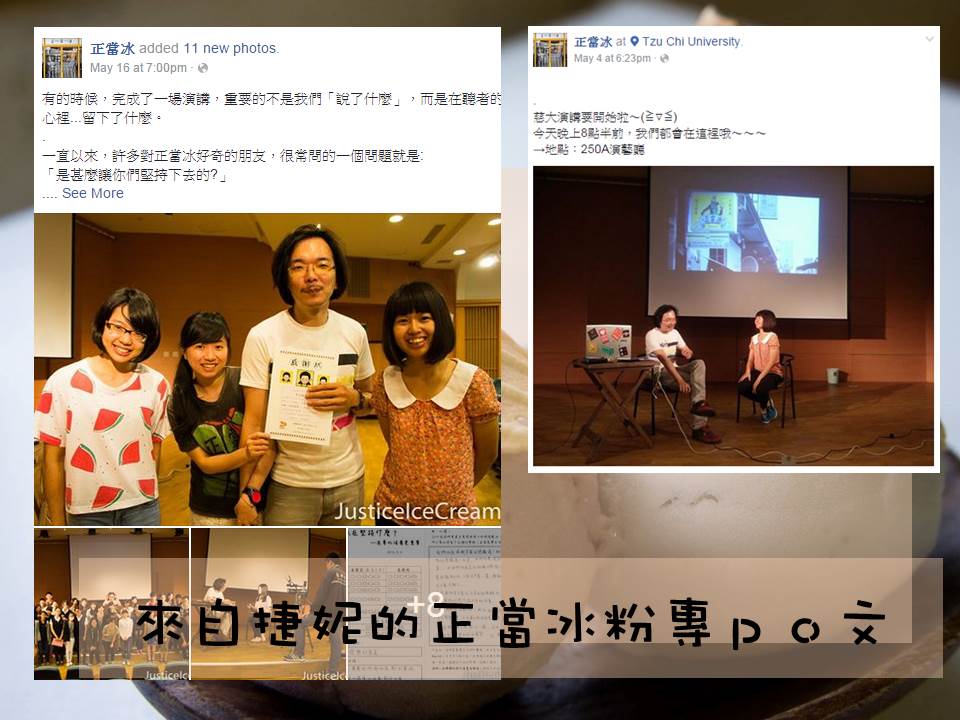 正當冰 added 11 new photos.
May 16 at 7:00pm ·
有的時候，完成了一場演講，重要的不是我們「說了什麼」，而是在聽者的
心裡...留下了什麼。
.
一直以來，許多對正當冰好奇的朋友，很常問的一個問題就是:
「是甚麼讓你們堅持下去的?」
.... See More
感謝狀
JusticeIceCream
+8
JusticeIc
JusticeIc
正當冰 at Tzu Chi University.
May 4 at 6:23pm ·
.
慈大演講要開始啦～(≧▽≦)
今天晚上8點半前，我們都會在這裡哦～～～
→地點：250A演藝廳
來自捷妮的正當冰粉專po文